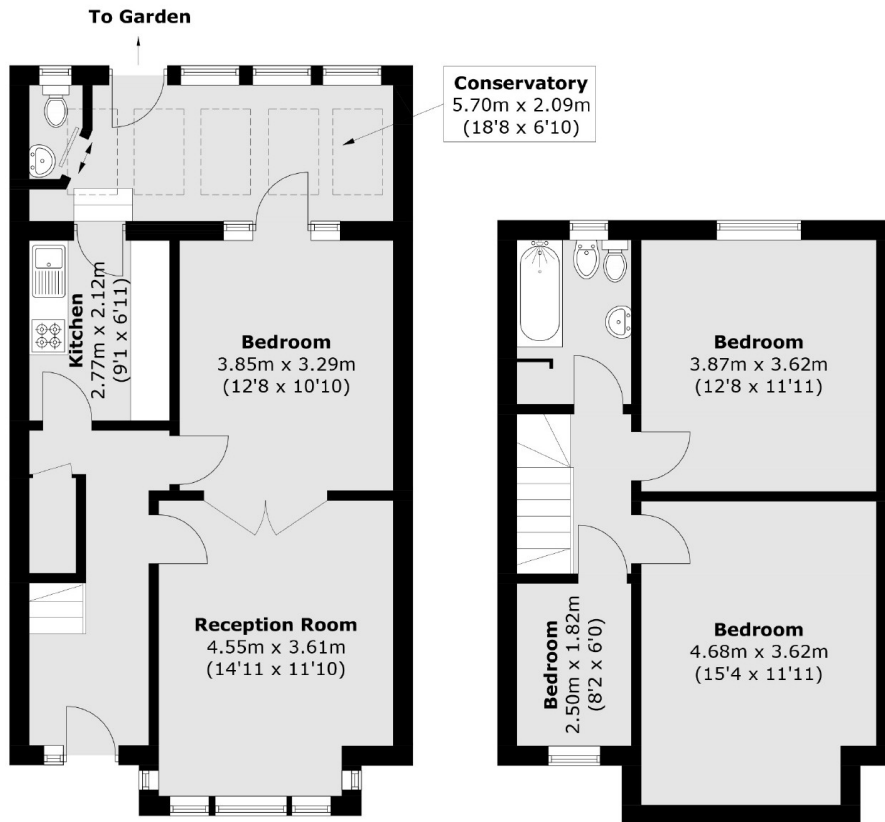 To Garden
Conservatory
5.70m x 2.09m
(18'8 x 6'10)
Kitchen
2.77m x 2.12m
(9'1 x 6'11)
Bedroom
3.85m x 3.29m
(12'8 x 10'10)
Reception Room
4.55m x 3.61m
(14'11 x 11'10)
Bedroom
3.87m x 3.62m
(12'8 x 11'11)
Bedroom
2.50m x 1.82m
(8'2 x 6'0)
Bedroom
4.68m x 3.62m
(15'4 x 11'11)